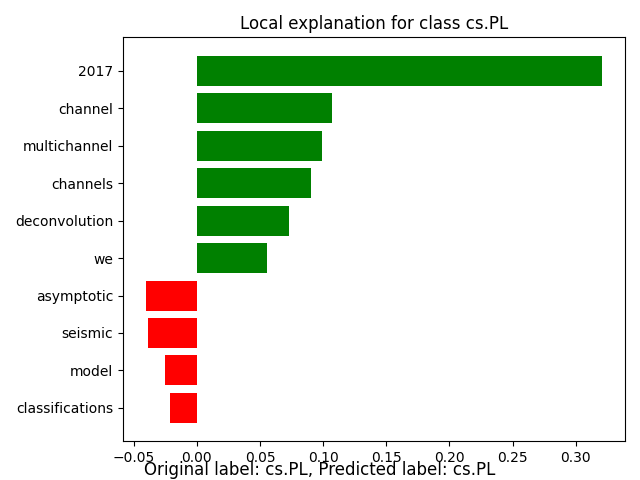 Local explanation for class cs.PL
2017
channel
multichannel
channels
deconvolution
we
asymptotic
seismic
model
classifications
−0.05 0.00 0.05 0.10 0.15 0.20 0.25 0.30
Original label: cs.PL, Predicted label: cs.PL